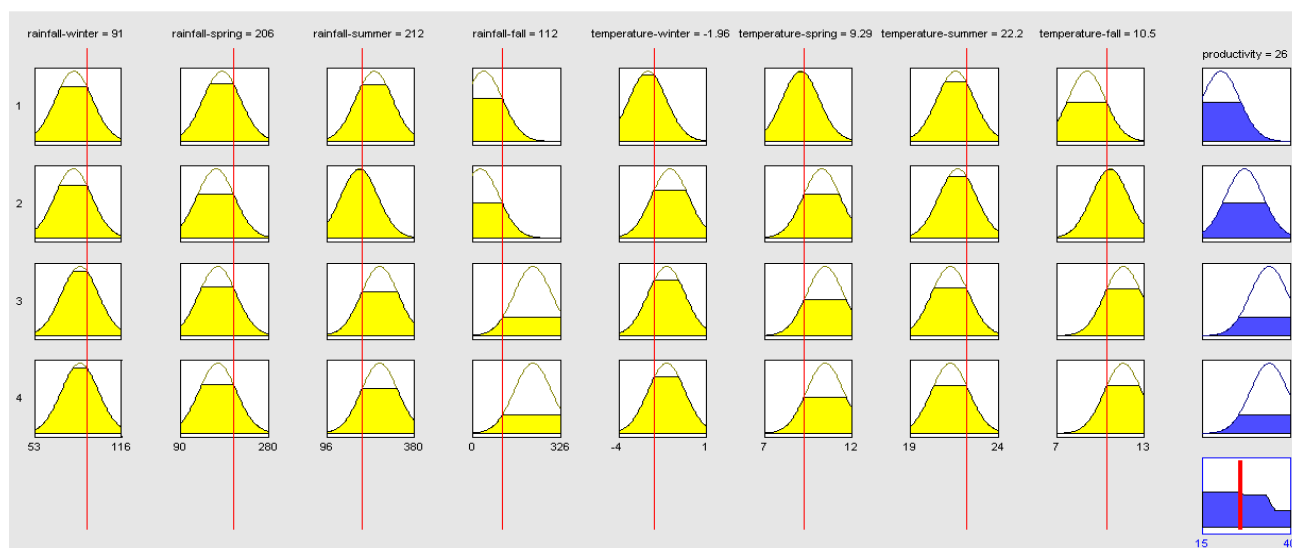 rainfall-winter = 91 rainfall-spring = 206 rainfall-summer = 212 rainfall-fall = 112 temperature-winter = -1.96 temperature-spring = 9.29 temperature-summer = 22.2 temperature-fall = 10.5
productivity = 26
1
2
3
4
53 116 90 280 96 380 0 326 -4 1 7 12 19 24 7 13
15 40